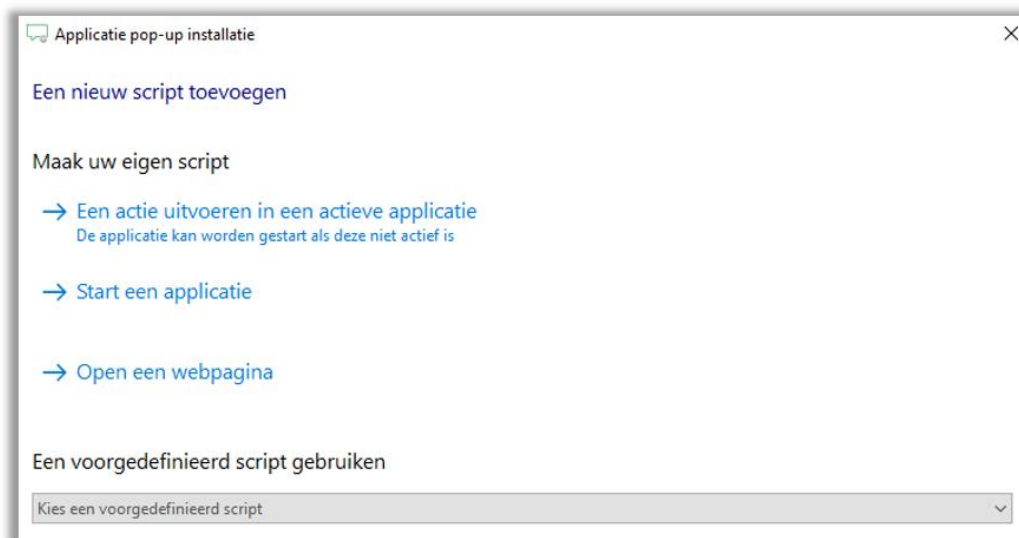 Applicatie pop-up installatie
Een nieuw script toevoegen
Maak uw eigen script
Een actie uitvoeren in een actieve applicatie
De applicatie kan worden gestart als deze niet actief is
Start een applicatie
Open een webpagina
Een voorgedefinieerd script gebruiken
Kies een voorgedefinieerd script